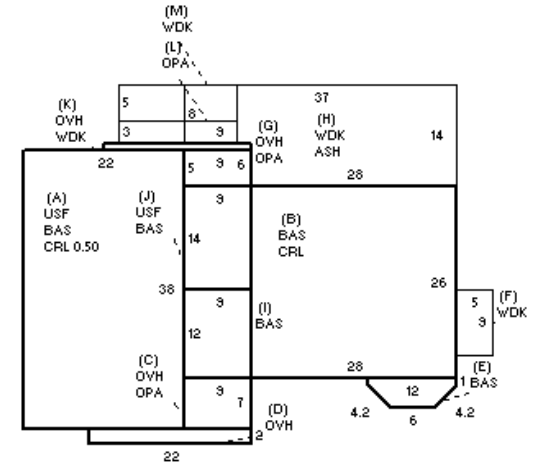 (M)
WDK
(L)
OPA
5
8
37
(K)
OVH
WDK
3
9
(G)
OVH
OPA
(H)
WDK
ASH
14
22
5
9
6
28
(A)
USF
BAS
CRL 0.50
(J)
USF
BAS
9
(B)
BAS
CRL
14
38
26
5
9
(F)
WDK
9
(I)
BAS
12
28
(C)
OVH
OPA
9
7
(E)
BAS
1
12
4.2
6
4.2
(D)
OVH
2
22